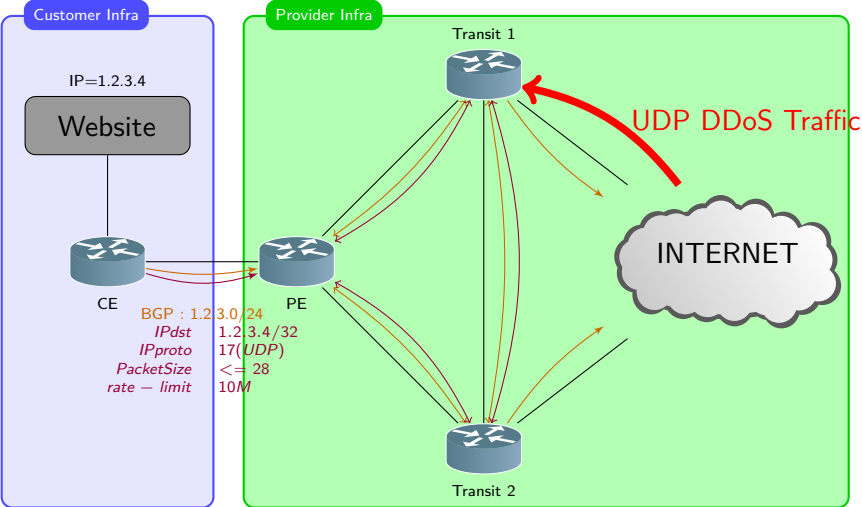 Customer Infra
Provider Infra
Transit 1
IP=1.2.3.4
Website
UDP DDoS Traffic
INTERNET
CE
PE
BGP : 1.2.3.0/24
IPdst 1.2.3.4/32
IPproto 17(UDP)
PacketSize <= 28
rate − limit 10M
Transit 2